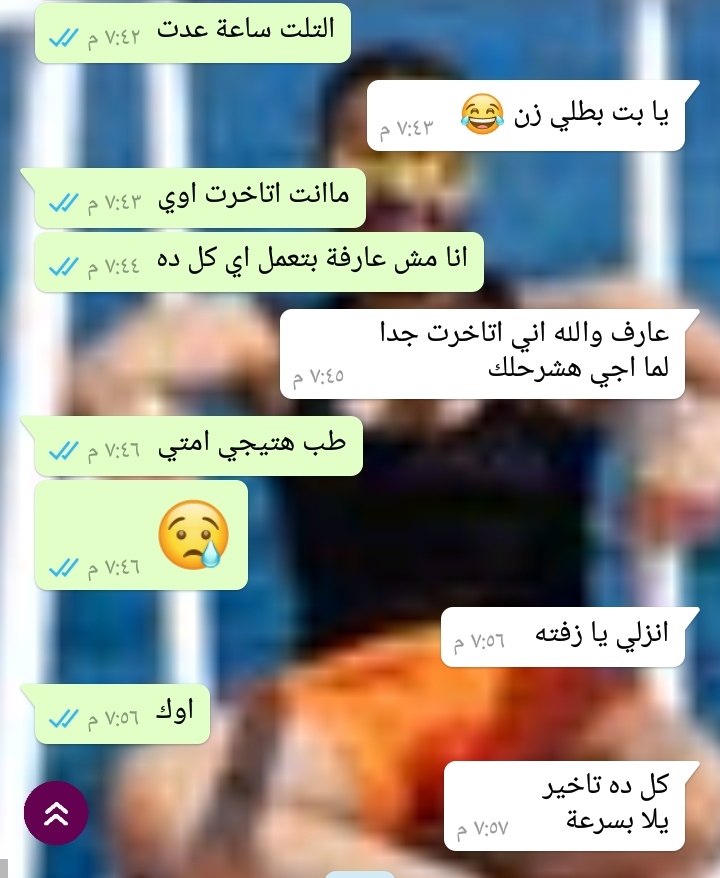 التلت ساعة عدت ٧:٤٢ م
يا بت بطلي زن 😂 ٧:٤٣ م
ماانت اتاخرت اوي ٧:٤٣ م
انا مش عارفة بتعمل اي كل ده ٧:٤٤ م
عارف والله اني اتاخرت جدا
لما اجي هشرحلك ٧:٤٥ م
طب هتيجي امتي ٧:٤٦ م
😢 ٧:٤٦ م
انزلي يا زفته ٧:٥٦ م
اوك ٧:٥٦ م
كل ده تاخير
يلا بسرعة ٧:٥٧ م